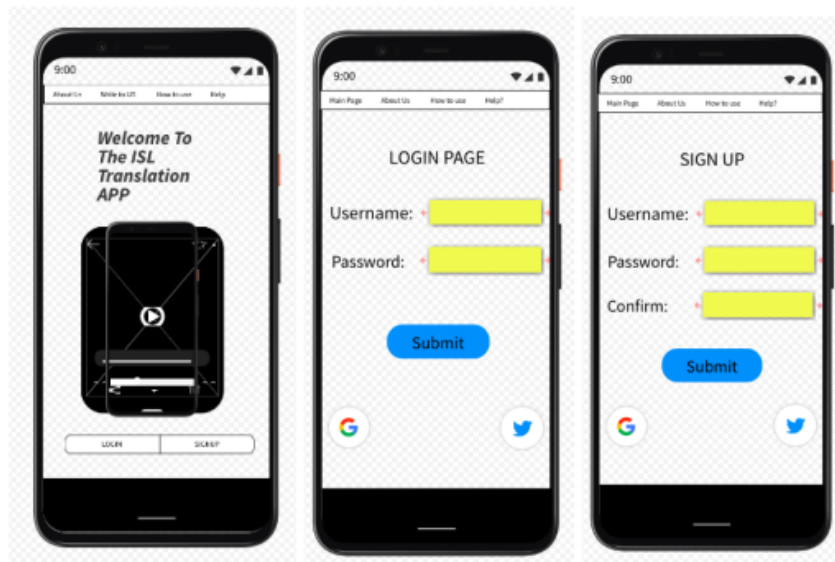 9:00
About Us Write to US How to use Help
Welcome To
The ISL
Translation
APP
LOGIN SIGNUP
9:00
Main Page About Us How to use Help?
LOGIN PAGE
Username:
Password:
Submit
9:00
Main Page About Us How to use Help?
SIGN UP
Username:
Password:
Confirm:
Submit